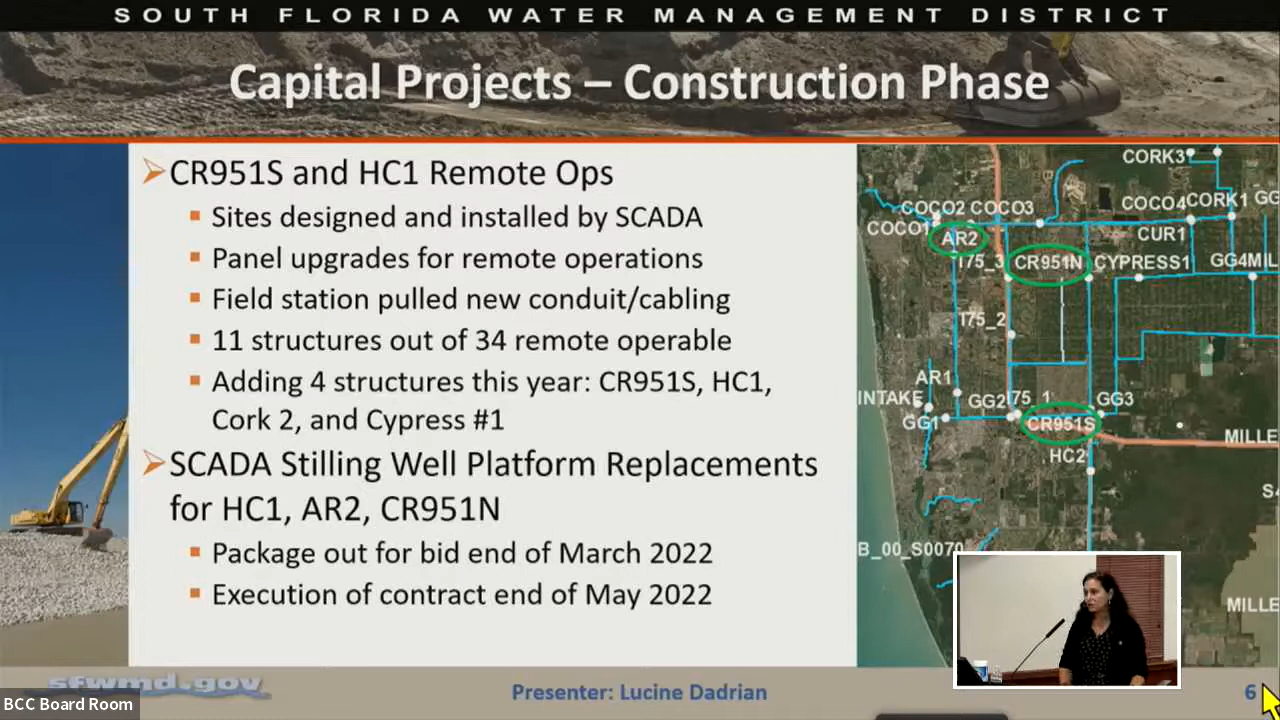 SOUTH FLORIDA WATER MANAGEMENT DISTRICT
Capital Projects – Construction Phase
CR951S and HC1 Remote Ops
Sites designed and installed by SCADA
Panel upgrades for remote operations
Field station pulled new conduit/cabling
11 structures out of 34 remote operable
Adding 4 structures this year: CR951S, HC1,
Cork 2, and Cypress #1
SCADA Stilling Well Platform Replacements
for HC1, AR2, CR951N
Package out for bid end of March 2022
Execution of contract end of May 2022
CORK3
COCO2 COCO3
COCO4 CORK1 GG
COCO1
AR2
CUR1
I75_3 CR951N CYPRESS1 GG4MIL
I75_2
AR1
INTAKE
GG2 I75_1 GG3
GG1
CR951S
MILLE
HC2
S4
B_00_S0070
MILLE
sfwmd.gov
Presenter: Lucine Dadrian
6
BCC Board Room